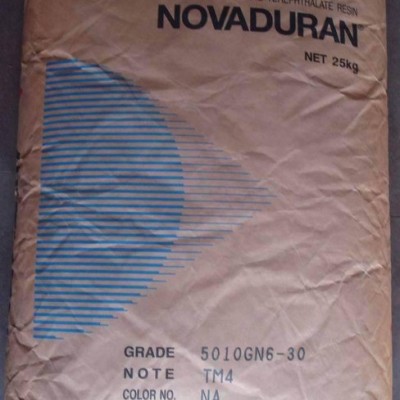 RESIN
NOVADURAN
NET 25kg
GRADE 5010GN6-30
NOTE TM4
COLOR NO. NA